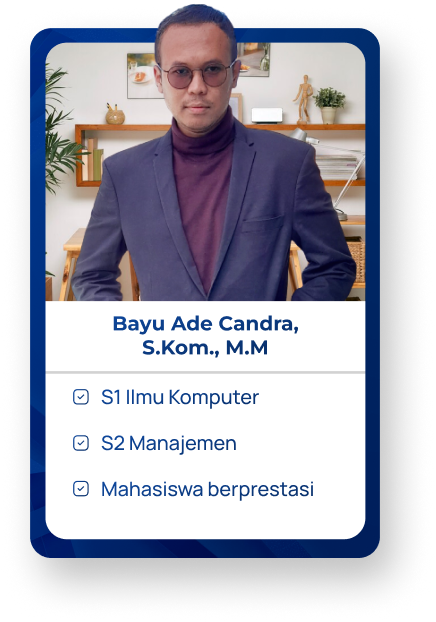 Bayu Ade Candra,
S.Kom., M.M
S1 Ilmu Komputer
S2 Manajemen
Mahasiswa berprestasi